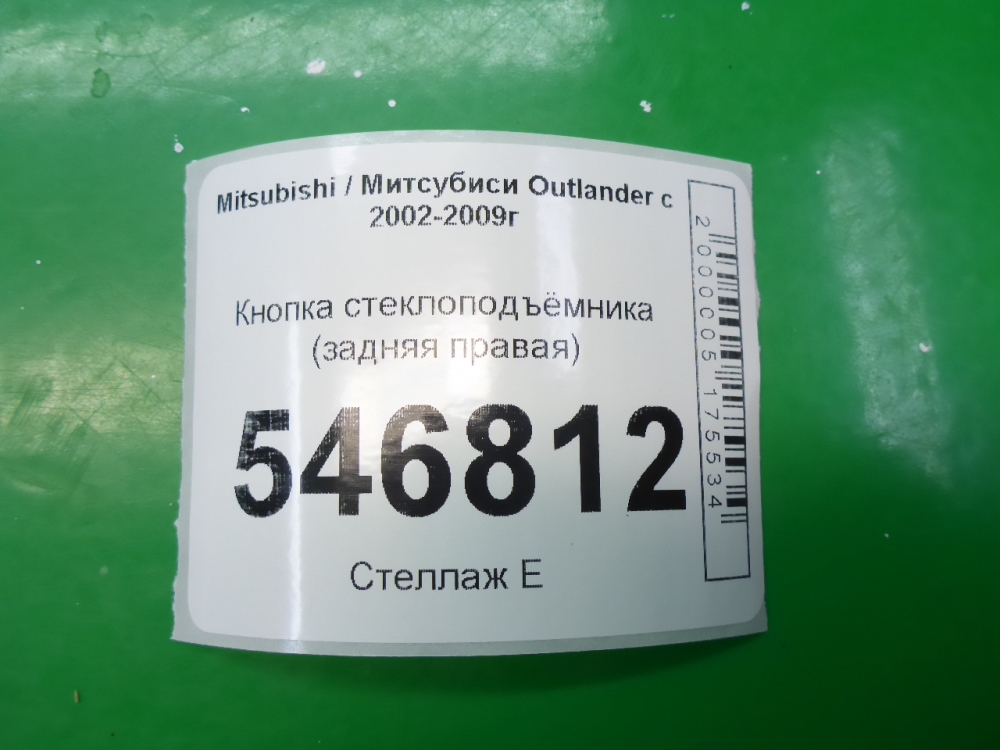 Mitsubishi / Митсубиси Outlander с
2002-2009г
Кнопка стеклоподъёмника
(задняя правая)
546812
Стеллаж Е
2000005175534